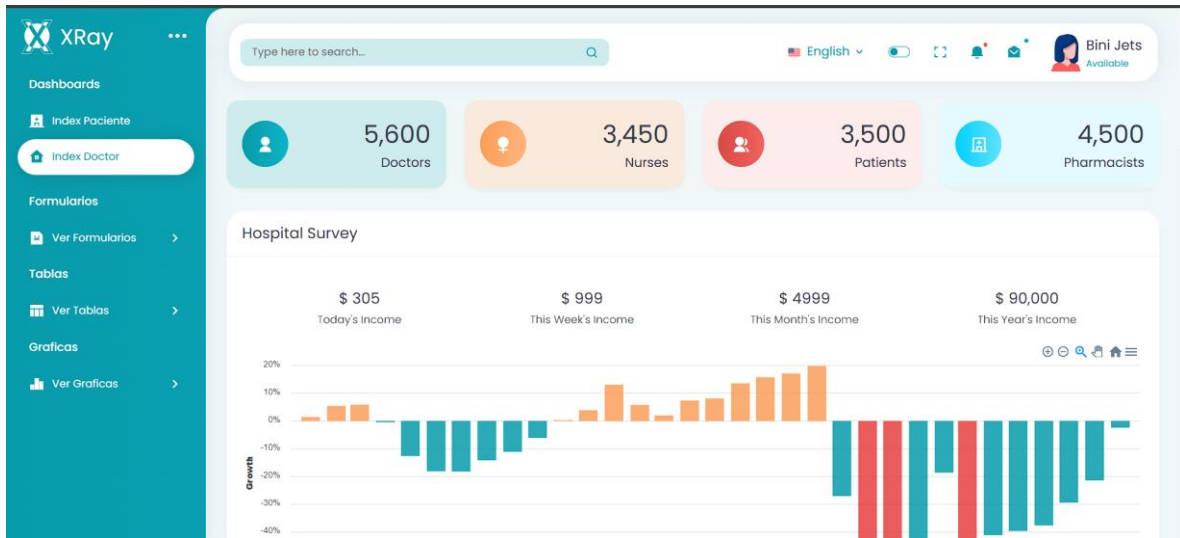 XRay
Dashboards
Index Paciente
Index Doctor
Formularios
Ver Formularios
Tablas
Ver Tablas
Graficas
Ver Graficas
Type here to search...
English
Bini Jets
Available
5,600
Doctors
3,450
Nurses
3,500
Patients
4,500
Pharmacists
Hospital Survey
$ 305
Today's Income
$ 999
This Week's Income
$ 4999
This Month's Income
$ 90,000
This Year's Income
Growth
20%
10%
0%
-10%
-20%
-30%
-40%